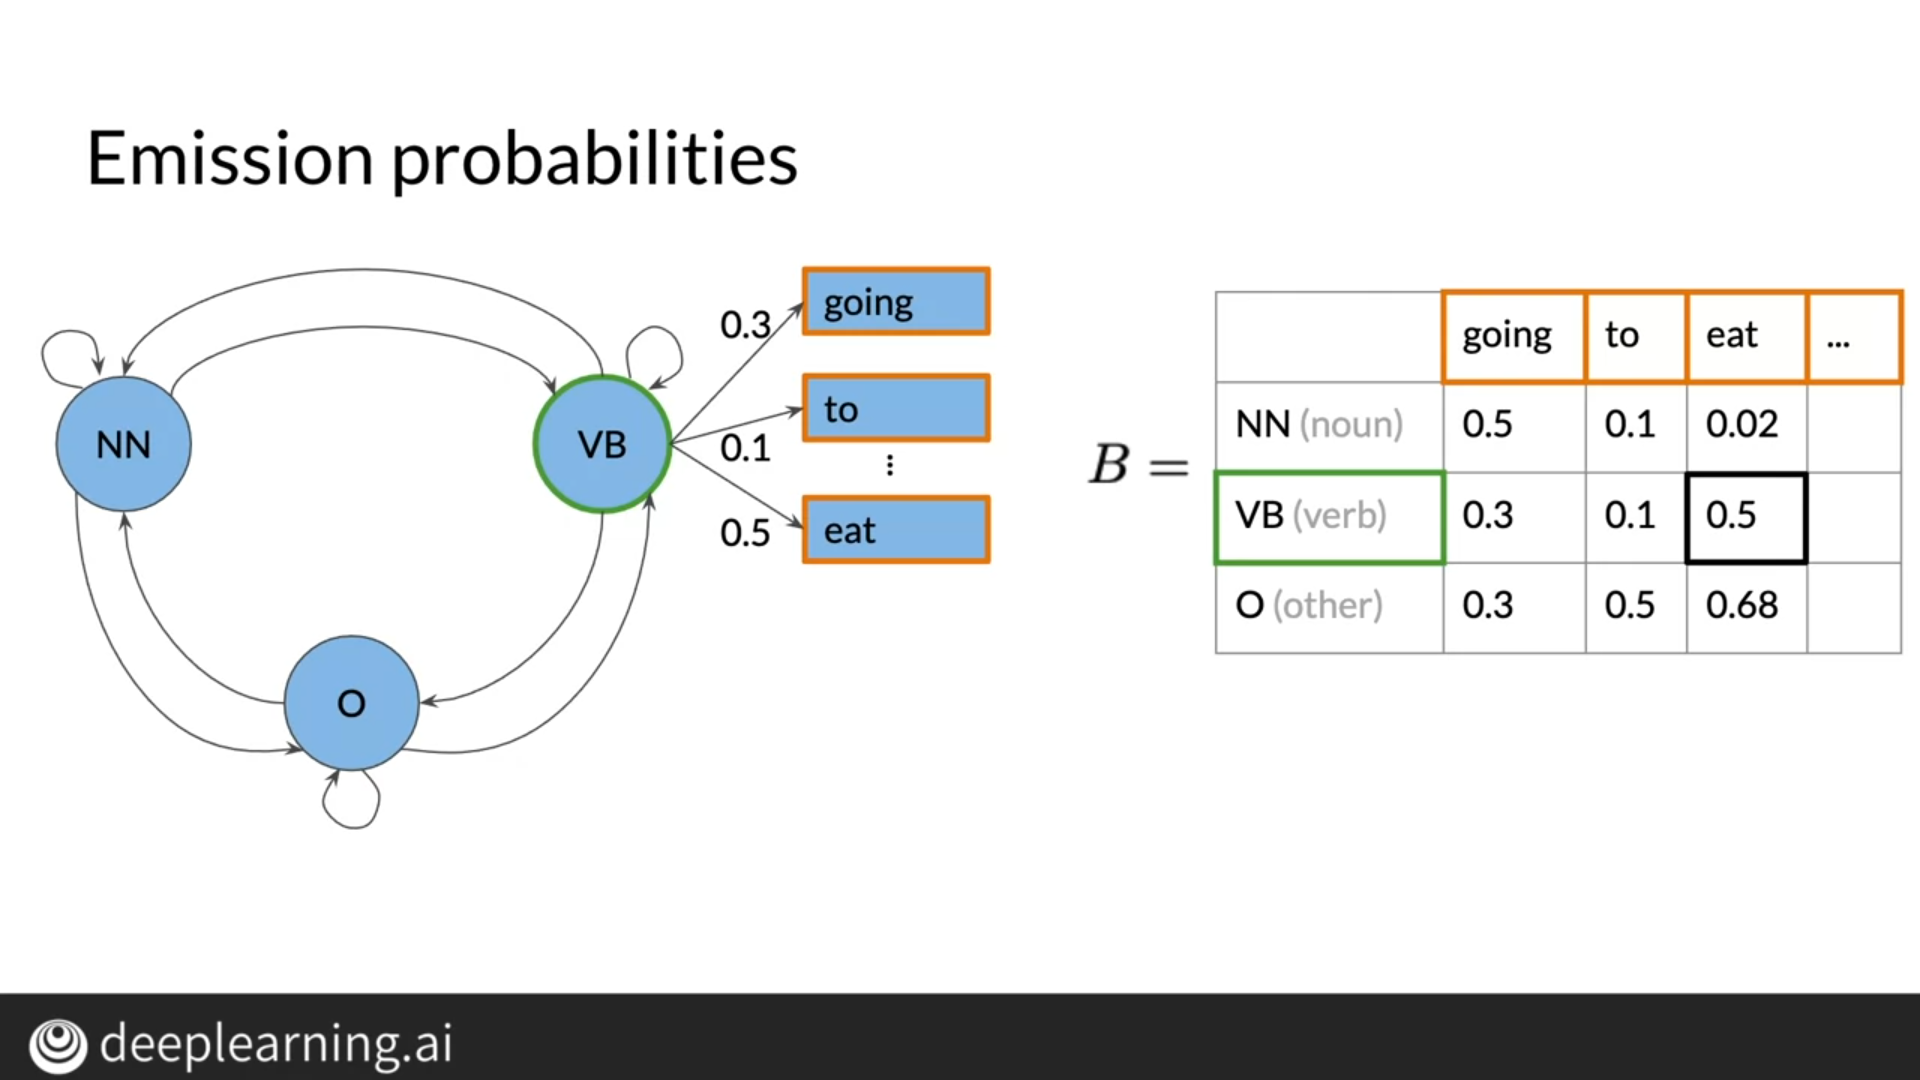 Emission probabilities
NN
VB
O
0.3
0.1
0.5
going
to
⋮
eat
B =
going to eat ...
NN (noun) 0.5 0.1 0.02
VB (verb) 0.3 0.1 0.5
O (other) 0.3 0.5 0.68
deeplearning.ai